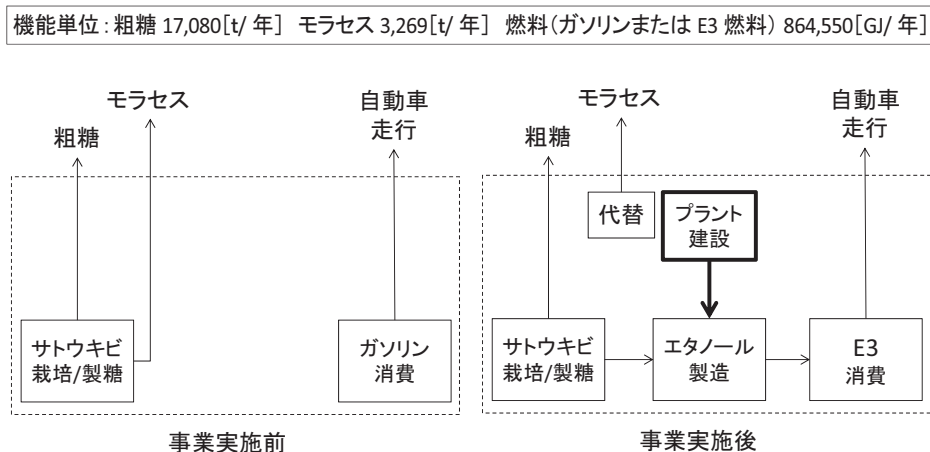 機能単位：粗糖 17,080[t/ 年] モラセス 3,269[t/ 年] 燃料（ガソリンまたは E3 燃料） 864,550[GJ/ 年]
モラセス
粗糖
自動車
走行
サトウキビ
栽培/製糖
ガソリン
消費
事業実施前
モラセス
粗糖
自動車
走行
代替
プラント
建設
サトウキビ
栽培/製糖
エタノール
製造
E3
消費
事業実施後